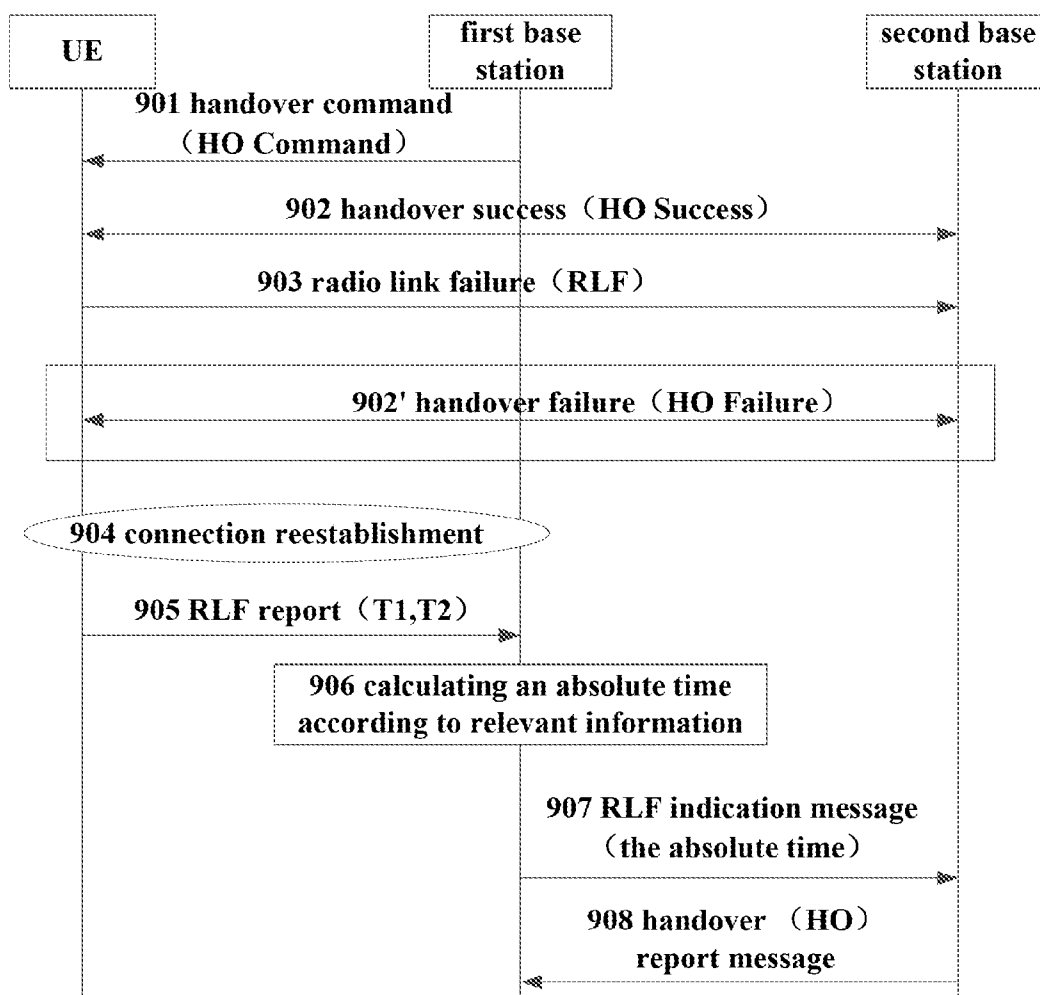 UE
first base
station
second base
station
901 handover command
（HO Command）
902 handover success（HO Success）
903 radio link failure（RLF）
902' handover failure（HO Failure）
904 connection reestablishment
905 RLF report（T1,T2）
906 calculating an absolute time
according to relevant information
907 RLF indication message
（the absolute time）
908 handover （HO）
report message